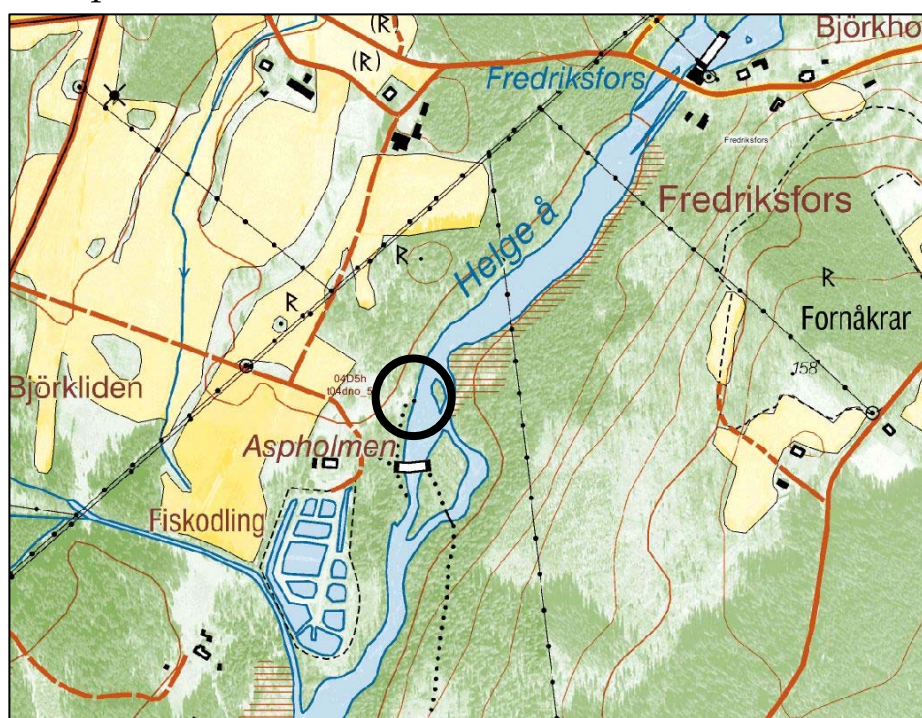 Björkho
(R)
(R)
Fredriksfors
Fredriksfors
Fredriksfors
Helge å
R
R
R
Fornåkrar
158
04D5h
t04dno_5
Björkliden
Aspholmen
Fiskodling